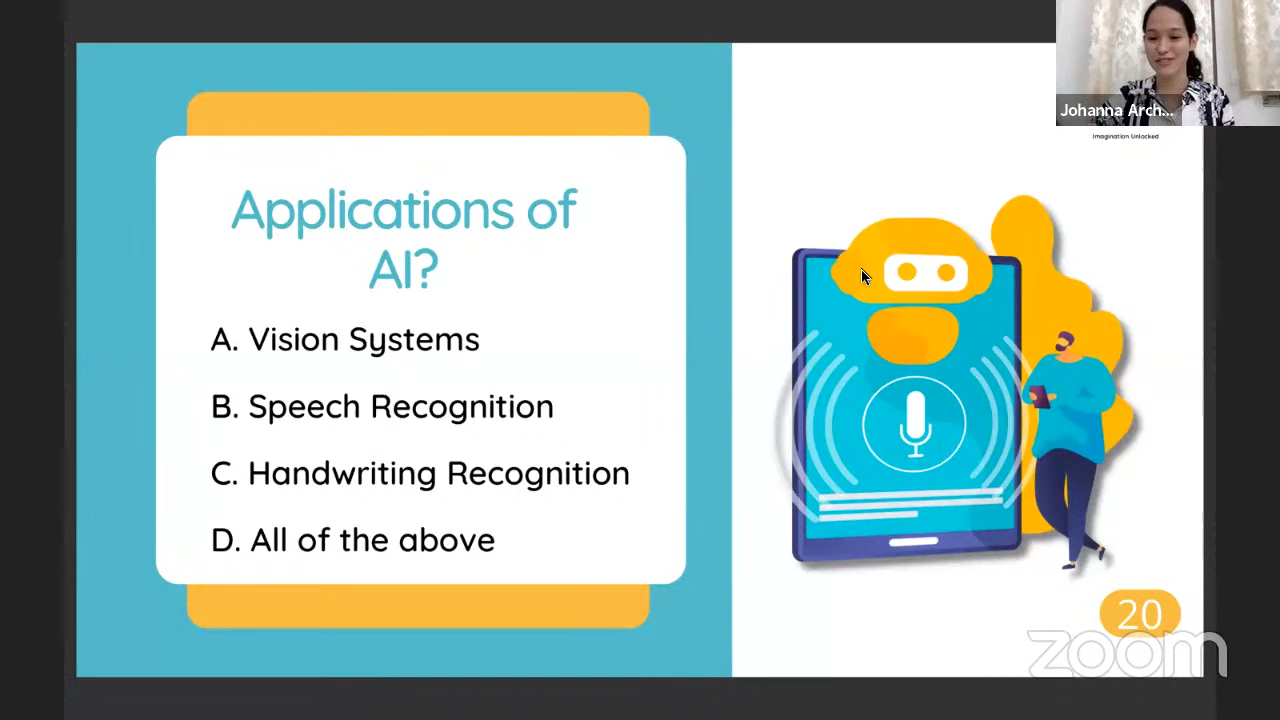 Johanna Arch...
Imagination Unlocked
Applications of
AI?
A. Vision Systems
B. Speech Recognition
C. Handwriting Recognition
D. All of the above
20
zoom